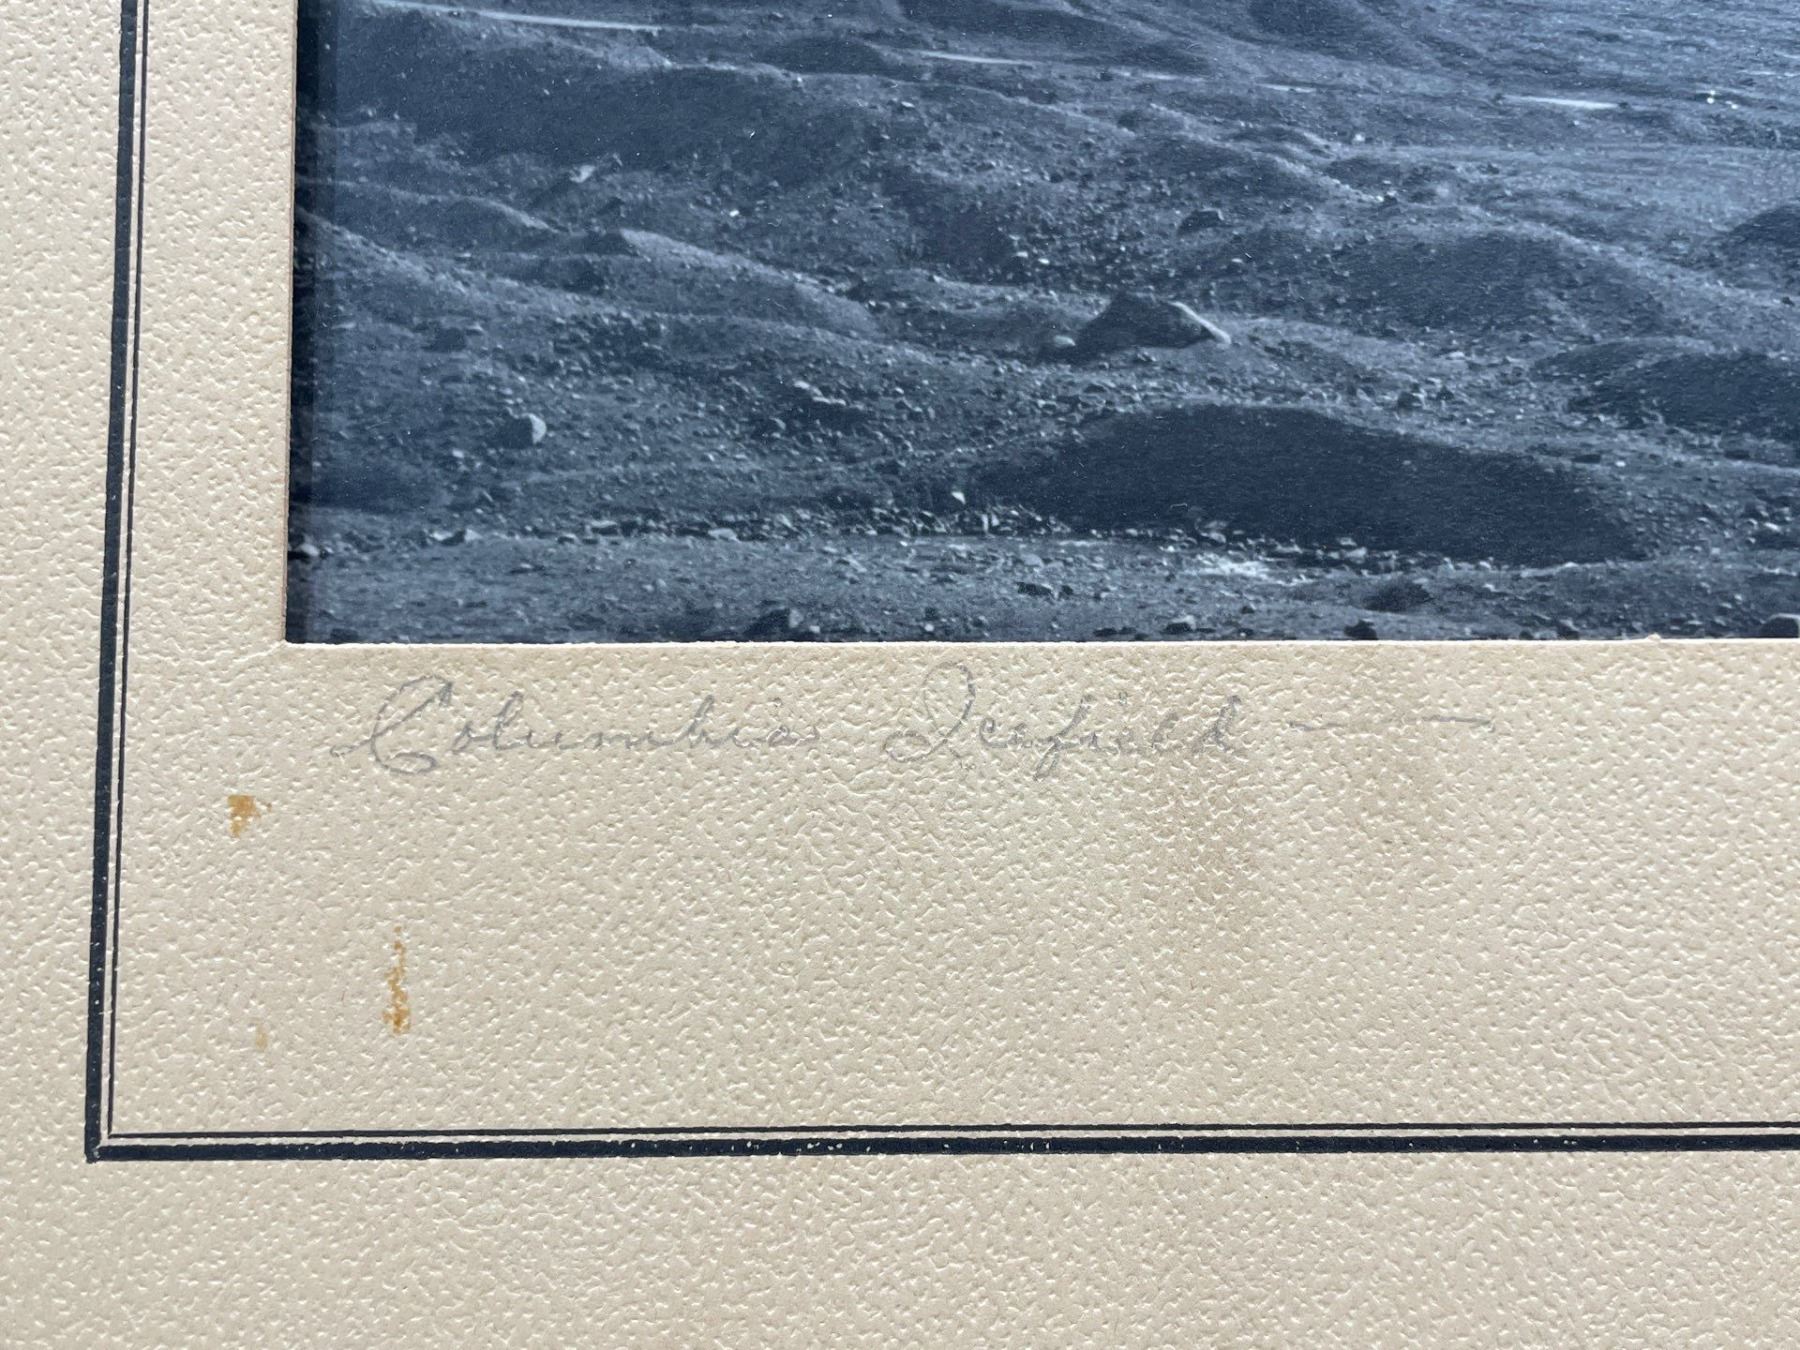 Columbia Icefield — —